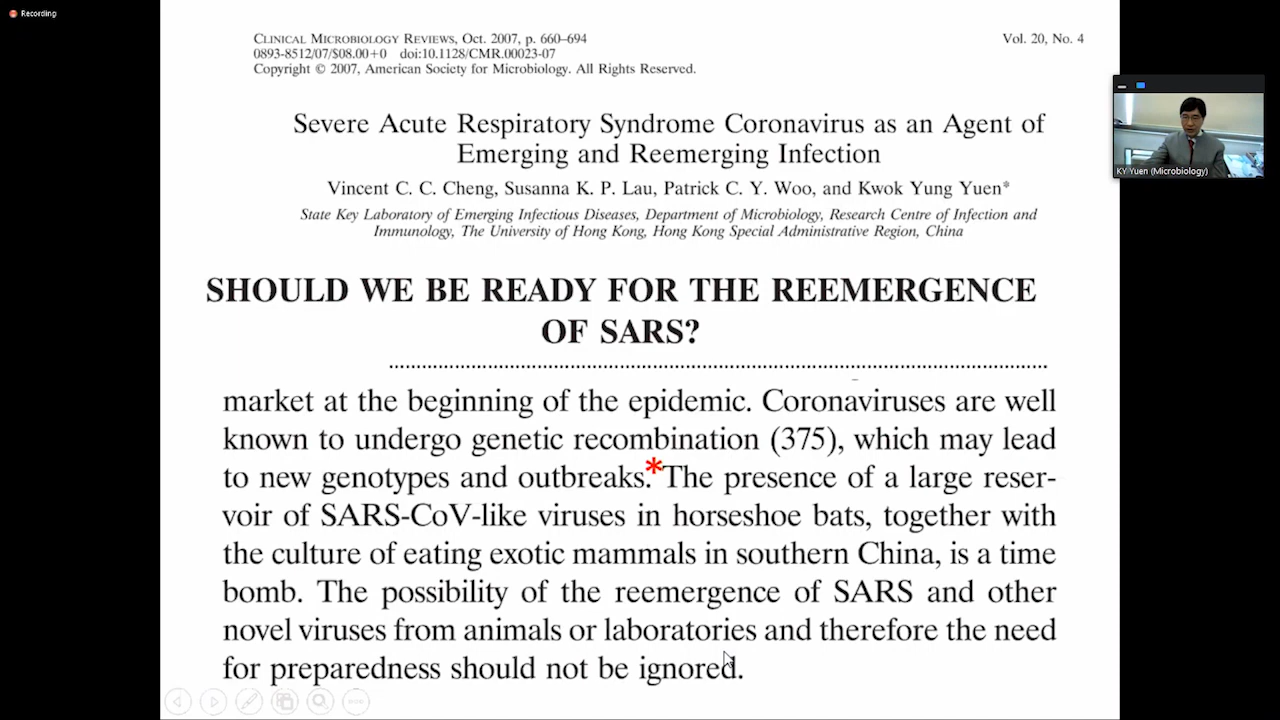 Recording
CLINICAL MICROBIOLOGY REVIEWS, Oct. 2007, p. 660–694
Vol. 20, No. 4
0893-8512/07/$08.00+0 doi:10.1128/CMR.00023-07
Copyright © 2007, American Society for Microbiology. All Rights Reserved.
Severe Acute Respiratory Syndrome Coronavirus as an Agent of
Emerging and Reemerging Infection
Vincent C. C. Cheng, Susanna K. P. Lau, Patrick C. Y. Woo, and Kwok Yung Yuen*
State Key Laboratory of Emerging Infectious Diseases, Department of Microbiology, Research Centre of Infection and
Immunology, The University of Hong Kong, Hong Kong Special Administrative Region, China
KY Yuen (Microbiology)
SHOULD WE BE READY FOR THE REEMERGENCE
OF SARS?
market at the beginning of the epidemic. Coronaviruses are well
known to undergo genetic recombination (375), which may lead
to new genotypes and outbreaks.*The presence of a large reser-
voir of SARS-CoV-like viruses in horseshoe bats, together with
the culture of eating exotic mammals in southern China, is a time
bomb. The possibility of the reemergence of SARS and other
novel viruses from animals or laboratories and therefore the need
for preparedness should not be ignored.